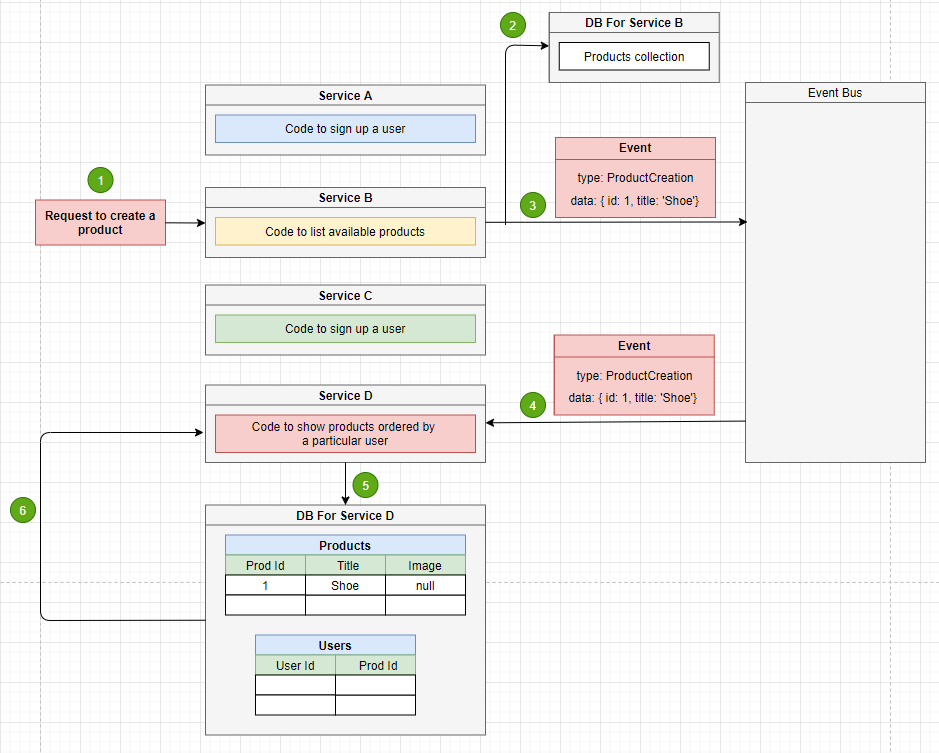 2
DB For Service B
Products collection
Service A
Code to sign up a user
Event Bus
Event
type: ProductCreation
data: { id: 1, title: 'Shoe'}
1
Request to create a
product
Service B
Code to list available products
3
Service C
Code to sign up a user
Event
type: ProductCreation
data: { id: 1, title: 'Shoe'}
4
Service D
Code to show products ordered by
a particular user
5
6
DB For Service D
Products
Prod Id Title Image
1 Shoe null
Users
User Id Prod Id